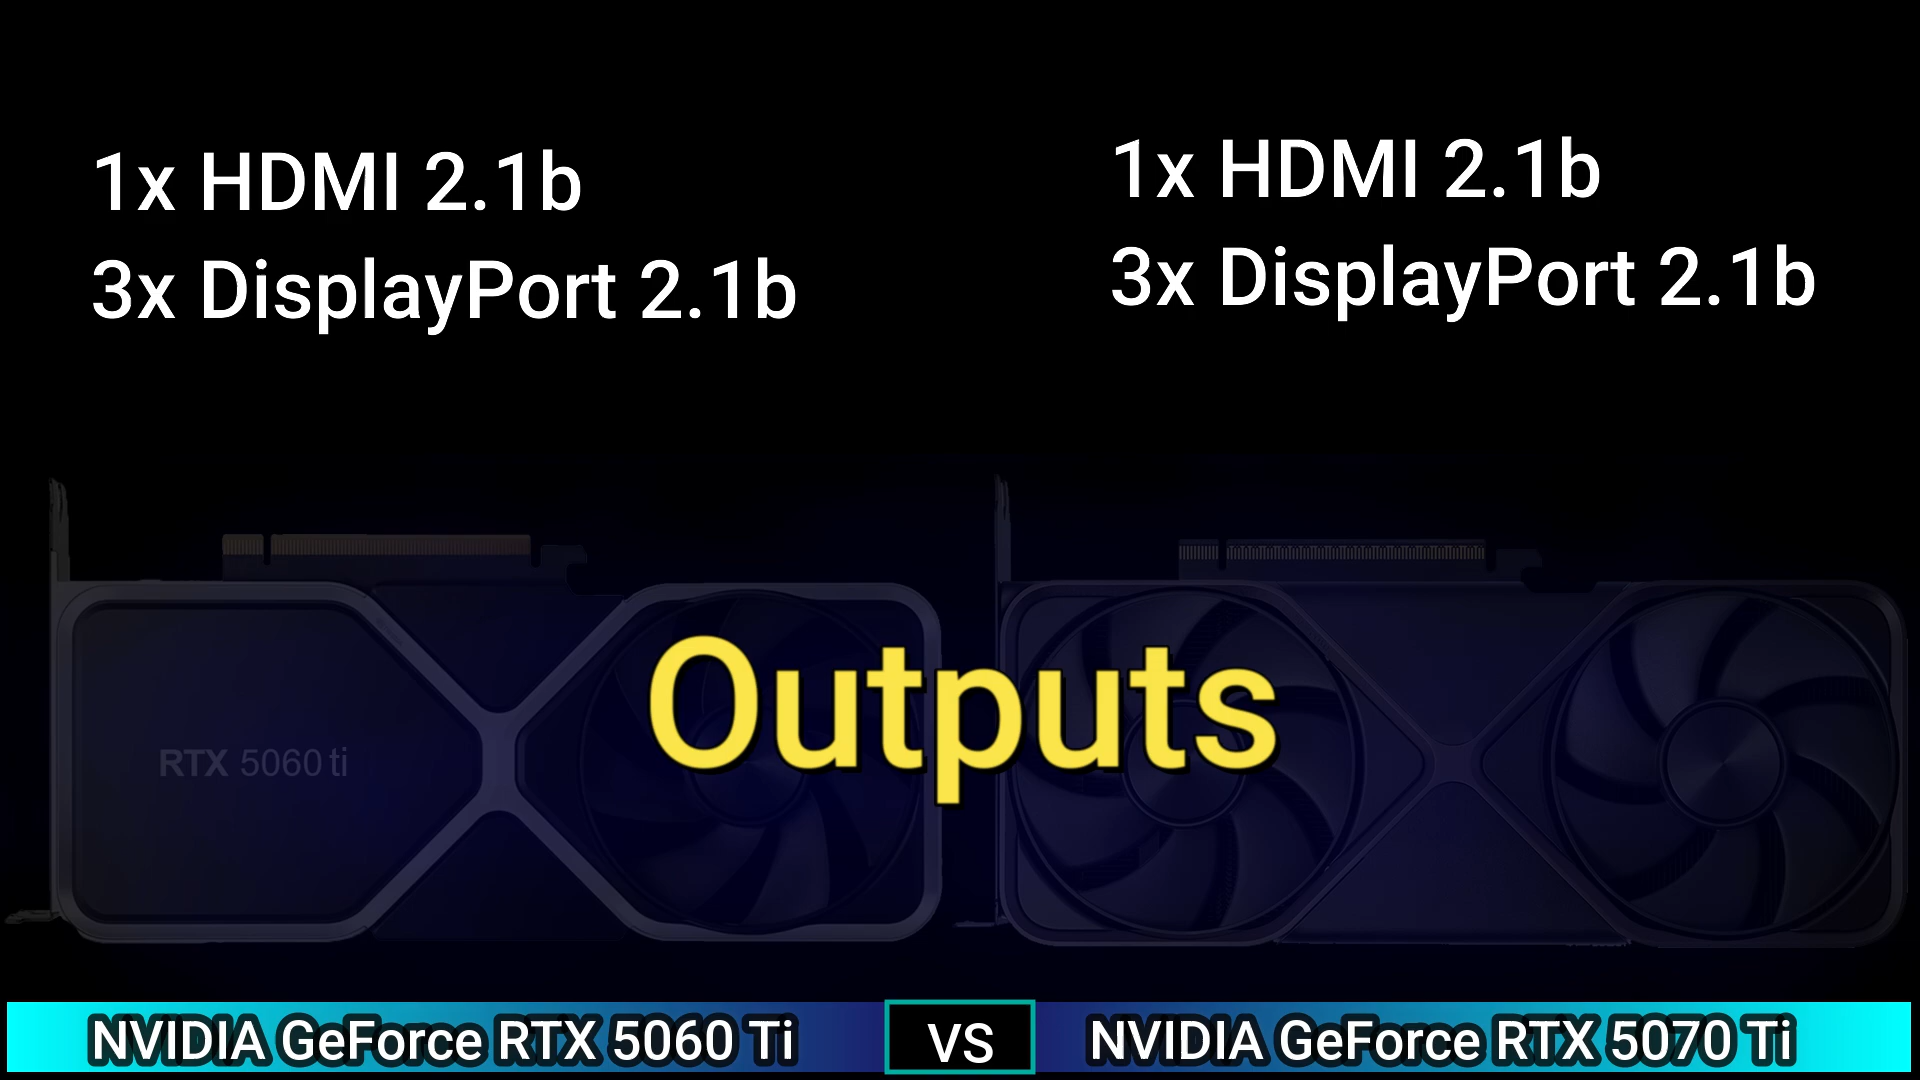 1x HDMI 2.1b
3x DisplayPort 2.1b
1x HDMI 2.1b
3x DisplayPort 2.1b
RTX 5060 ti
Outputs
NVIDIA GeForce RTX 5060 Ti
VS
NVIDIA GeForce RTX 5070 Ti